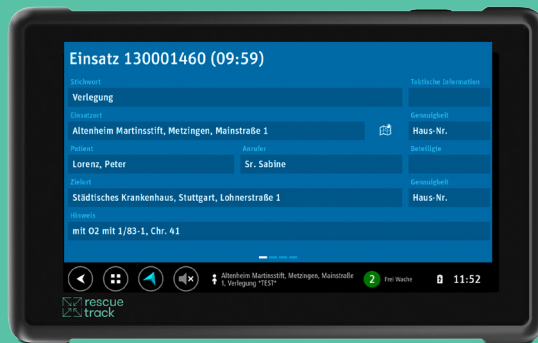 Einsatz 130001460 (09:59)
Stichwort
Taktische Information
Verlegung
Einsatzort
Genauigkeit
Altenheim Martinsstift, Metzingen, Mainstraße 1
Haus-Nr.
Patient
Anrufer
Beteiligte
Lorenz, Peter
Sr. Sabine
Zielort
Genauigkeit
Städtisches Krankenhaus, Stuttgart, Lohnerstraße 1
Haus-Nr.
Hinweis
mit O2 mit 1/83-1, Chr. 41
Altenheim Martinsstift, Metzingen, Mainstraße
1, Verlegung *TEST*
2 Frei Wache
11:52
rescue
track